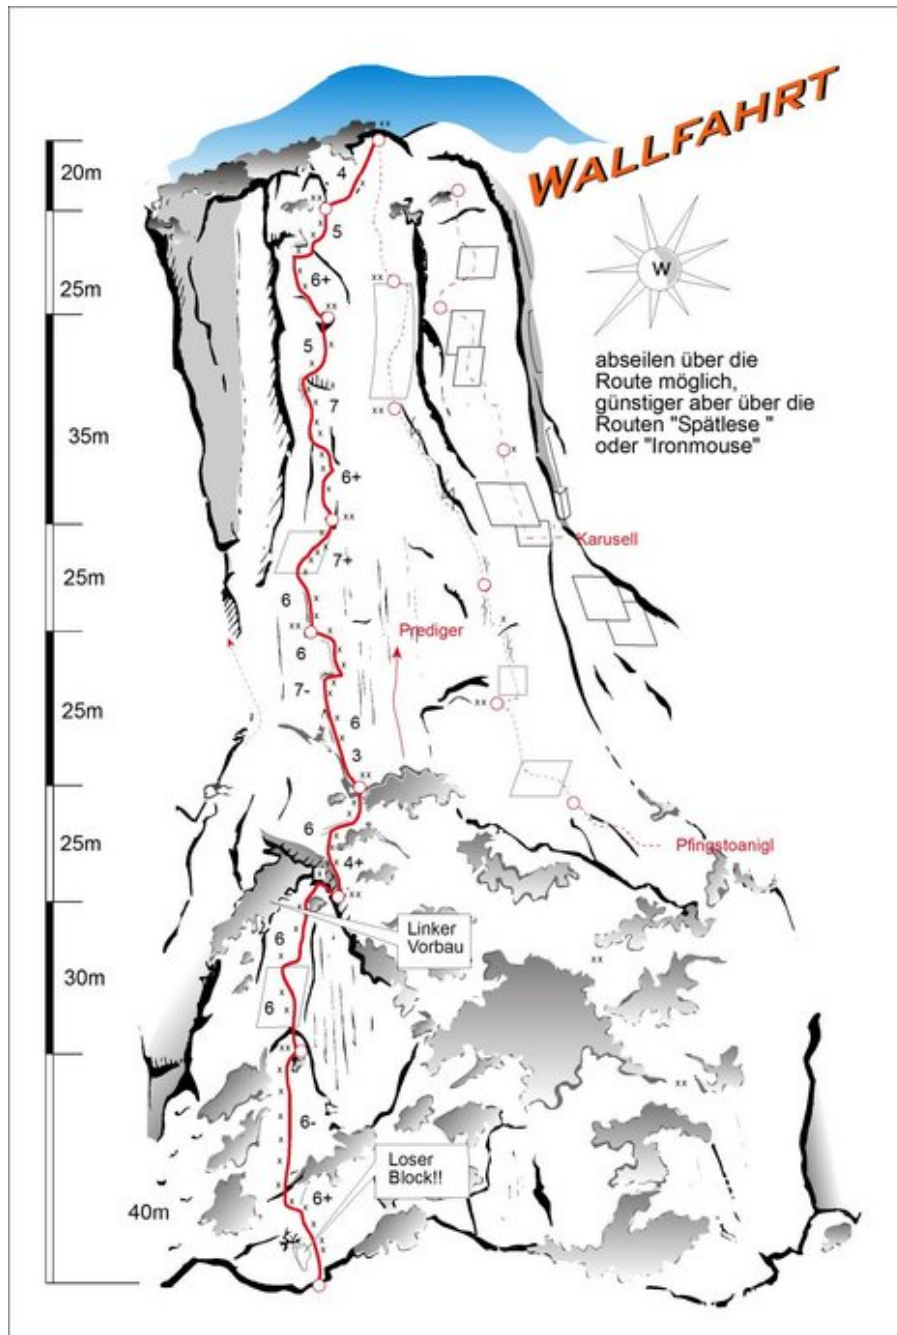 WALLFAHRT
20m
4
5
25m
6+
W
5
abseilen über die
Route möglich,
günstiger aber über die
Routen "Spätlese "
oder "Ironmouse"
7
35m
6+
Karusell
7+
25m
6
Prediger
6
7-
25m
6
3
6
25m
4+
Pfingstoanigl
Linker
Vorbau
6
30m
6
6-
Loser
Block!!
6+
40m